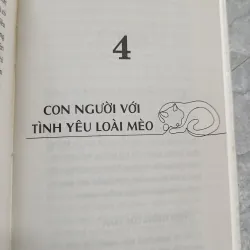 4
CON NGƯỜI VỚI
TÌNH YÊU LOÀI MÈO